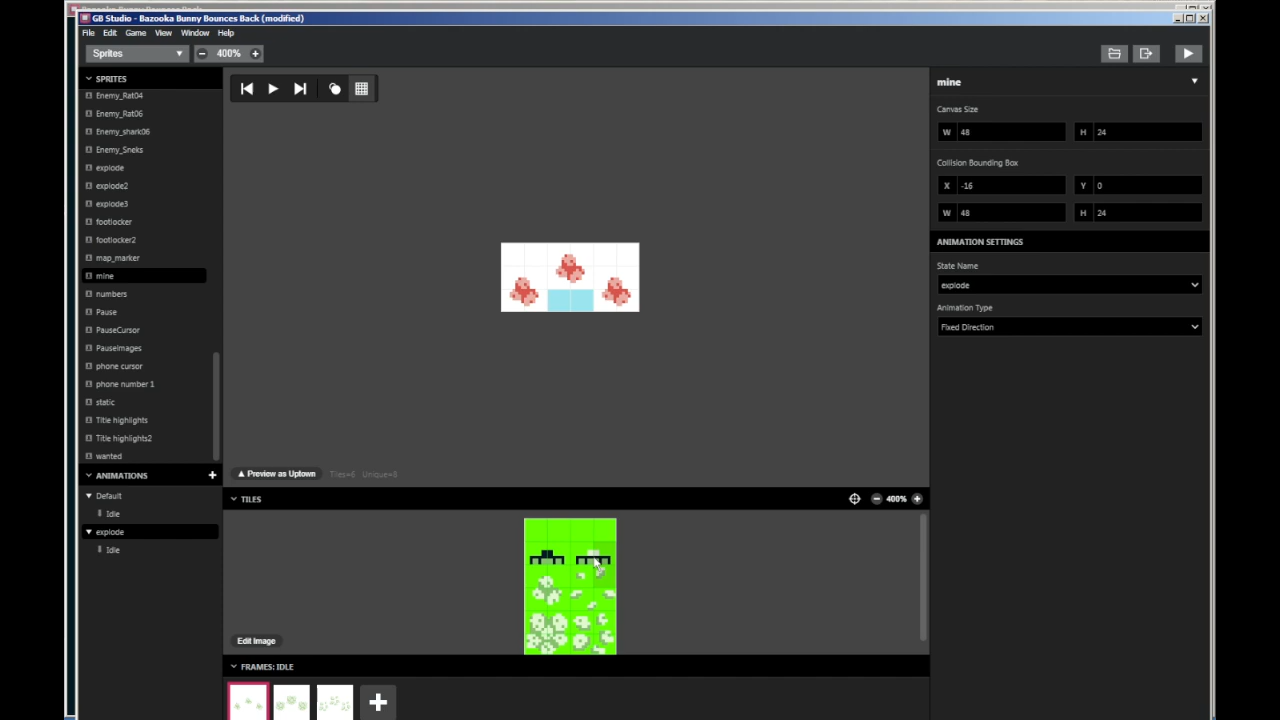 GB Studio - Bazooka Bunny Bounces Back (modified)
File Edit Game View Window Help
Sprites
400%
SPRITES
Enemy_Rat04
Enemy_Rat06
Enemy_shark06
Enemy_Sneks
explode
explode2
explode3
footlocker
footlocker2
map_marker
mine
numbers
Pause
PauseCursor
PauseImages
phone cursor
phone number 1
static
Title highlights
Title highlights2
wanted
ANIMATIONS
Default
Idle
explode
Idle
Preview as Uptown Tiles=6 Unique=8
TILES
400%
Edit Image
FRAMES: IDLE
mine
Canvas Size
W 48 H 24
Collision Bounding Box
X -16 Y 0
W 48 H 24
ANIMATION SETTINGS
State Name
explode
Animation Type
Fixed Direction